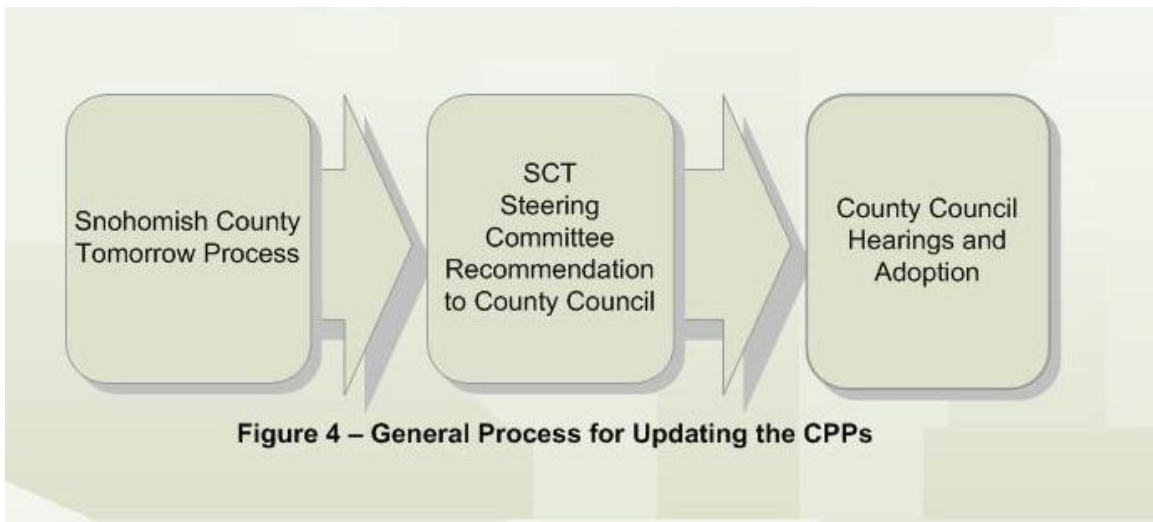 Snohomish County
Tomorrow Process
SCT
Steering
Committee
Recommendation
to County Council
County Council
Hearings and
Adoption
Figure 4 – General Process for Updating the CPPs